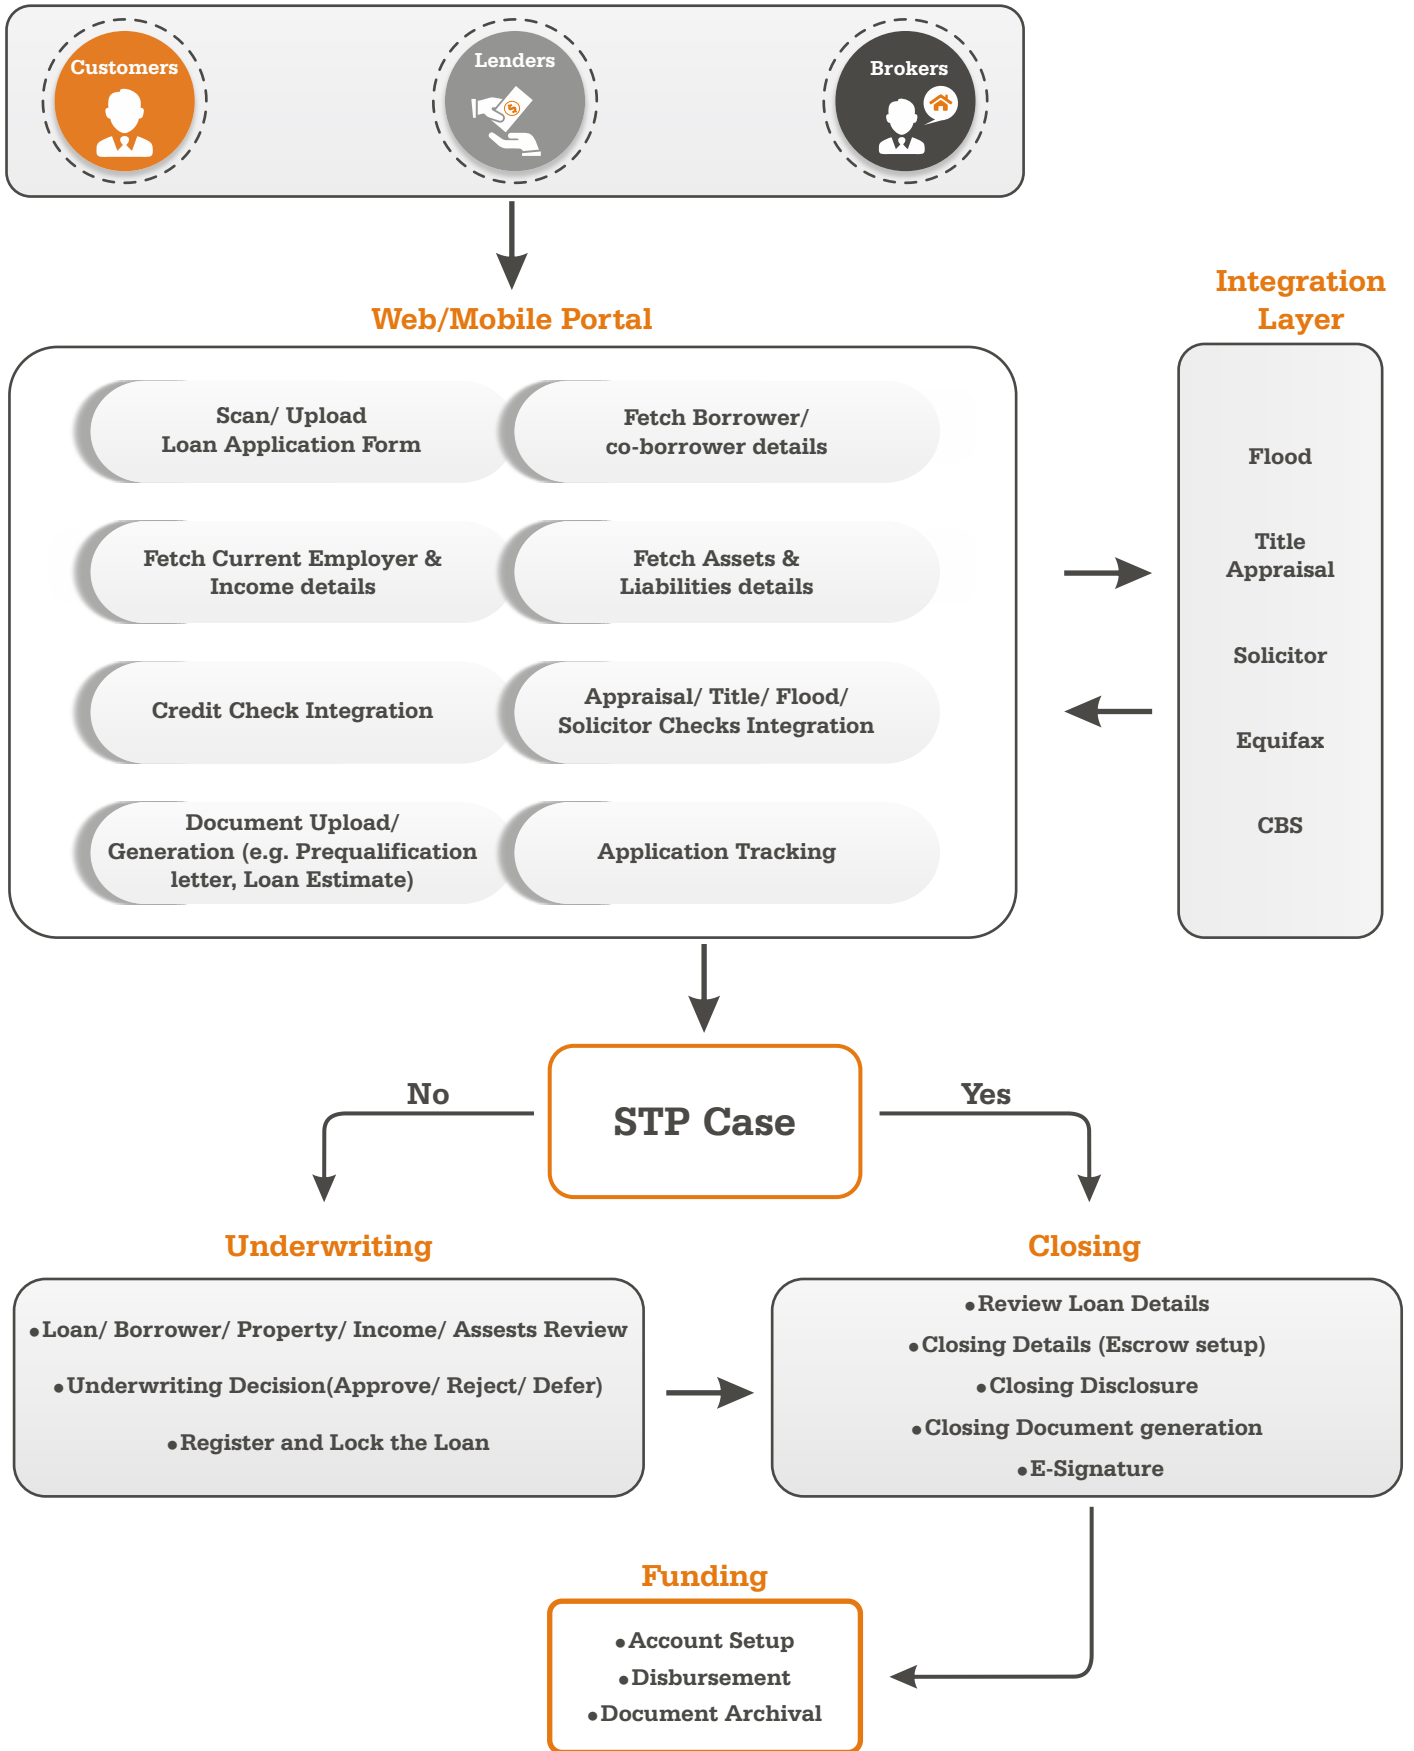 Customers
Lenders
Brokers
Web/Mobile Portal
Integration
Layer
Scan/ Upload
Loan Application Form
Fetch Borrower/
co-borrower details
Fetch Current Employer &
Income details
Fetch Assets &
Liabilities details
Credit Check Integration
Appraisal/ Title/ Flood/
Solicitor Checks Integration
Document Upload/
Generation (e.g. Prequalification
letter, Loan Estimate)
Application Tracking
Flood
Title
Appraisal
Solicitor
Equifax
CBS
No
STP Case
Yes
Underwriting
•Loan/ Borrower/ Property/ Income/ Assests Review
•Underwriting Decision(Approve/ Reject/ Defer)
•Register and Lock the Loan
Closing
•Review Loan Details
•Closing Details (Escrow setup)
•Closing Disclosure
•Closing Document generation
•E-Signature
Funding
•Account Setup
•Disbursement
•Document Archival